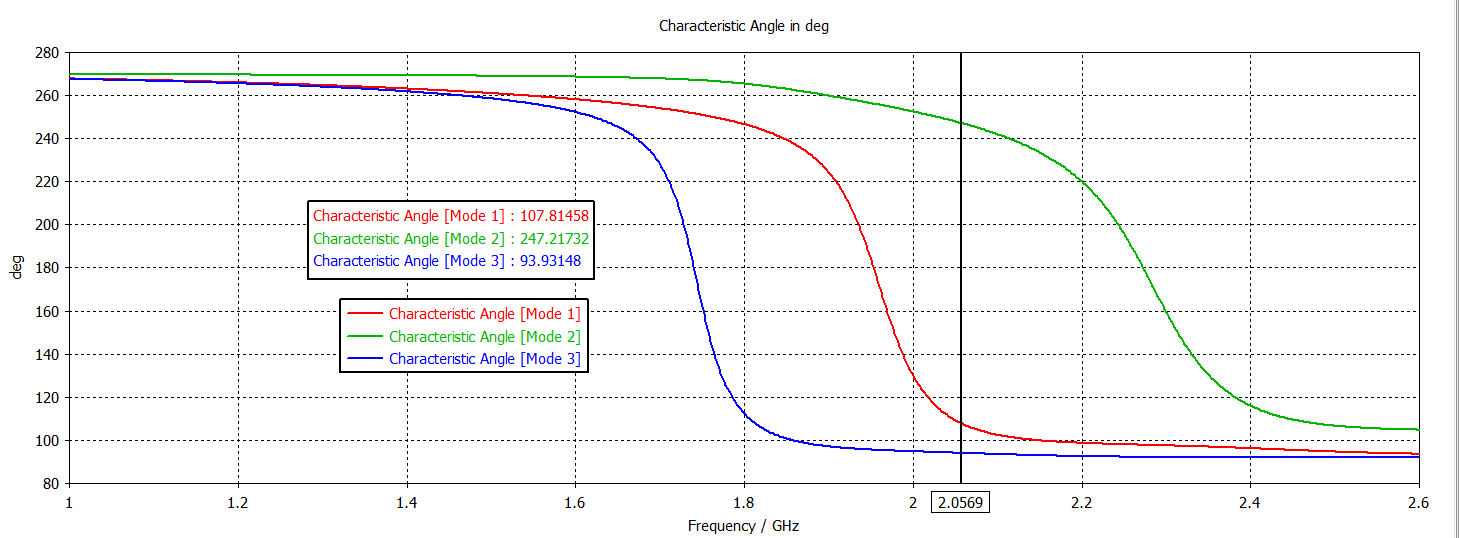 Characteristic Angle in deg
280
260
240
220
200
180
160
140
120
100
80
deg
Characteristic Angle [Mode 1] : 107.81458
Characteristic Angle [Mode 2] : 247.21732
Characteristic Angle [Mode 3] : 93.93148
Characteristic Angle [Mode 1]
Characteristic Angle [Mode 2]
Characteristic Angle [Mode 3]
1 1.2 1.4 1.6 1.8 2 2.0569 2.2 2.4 2.6
Frequency / GHz